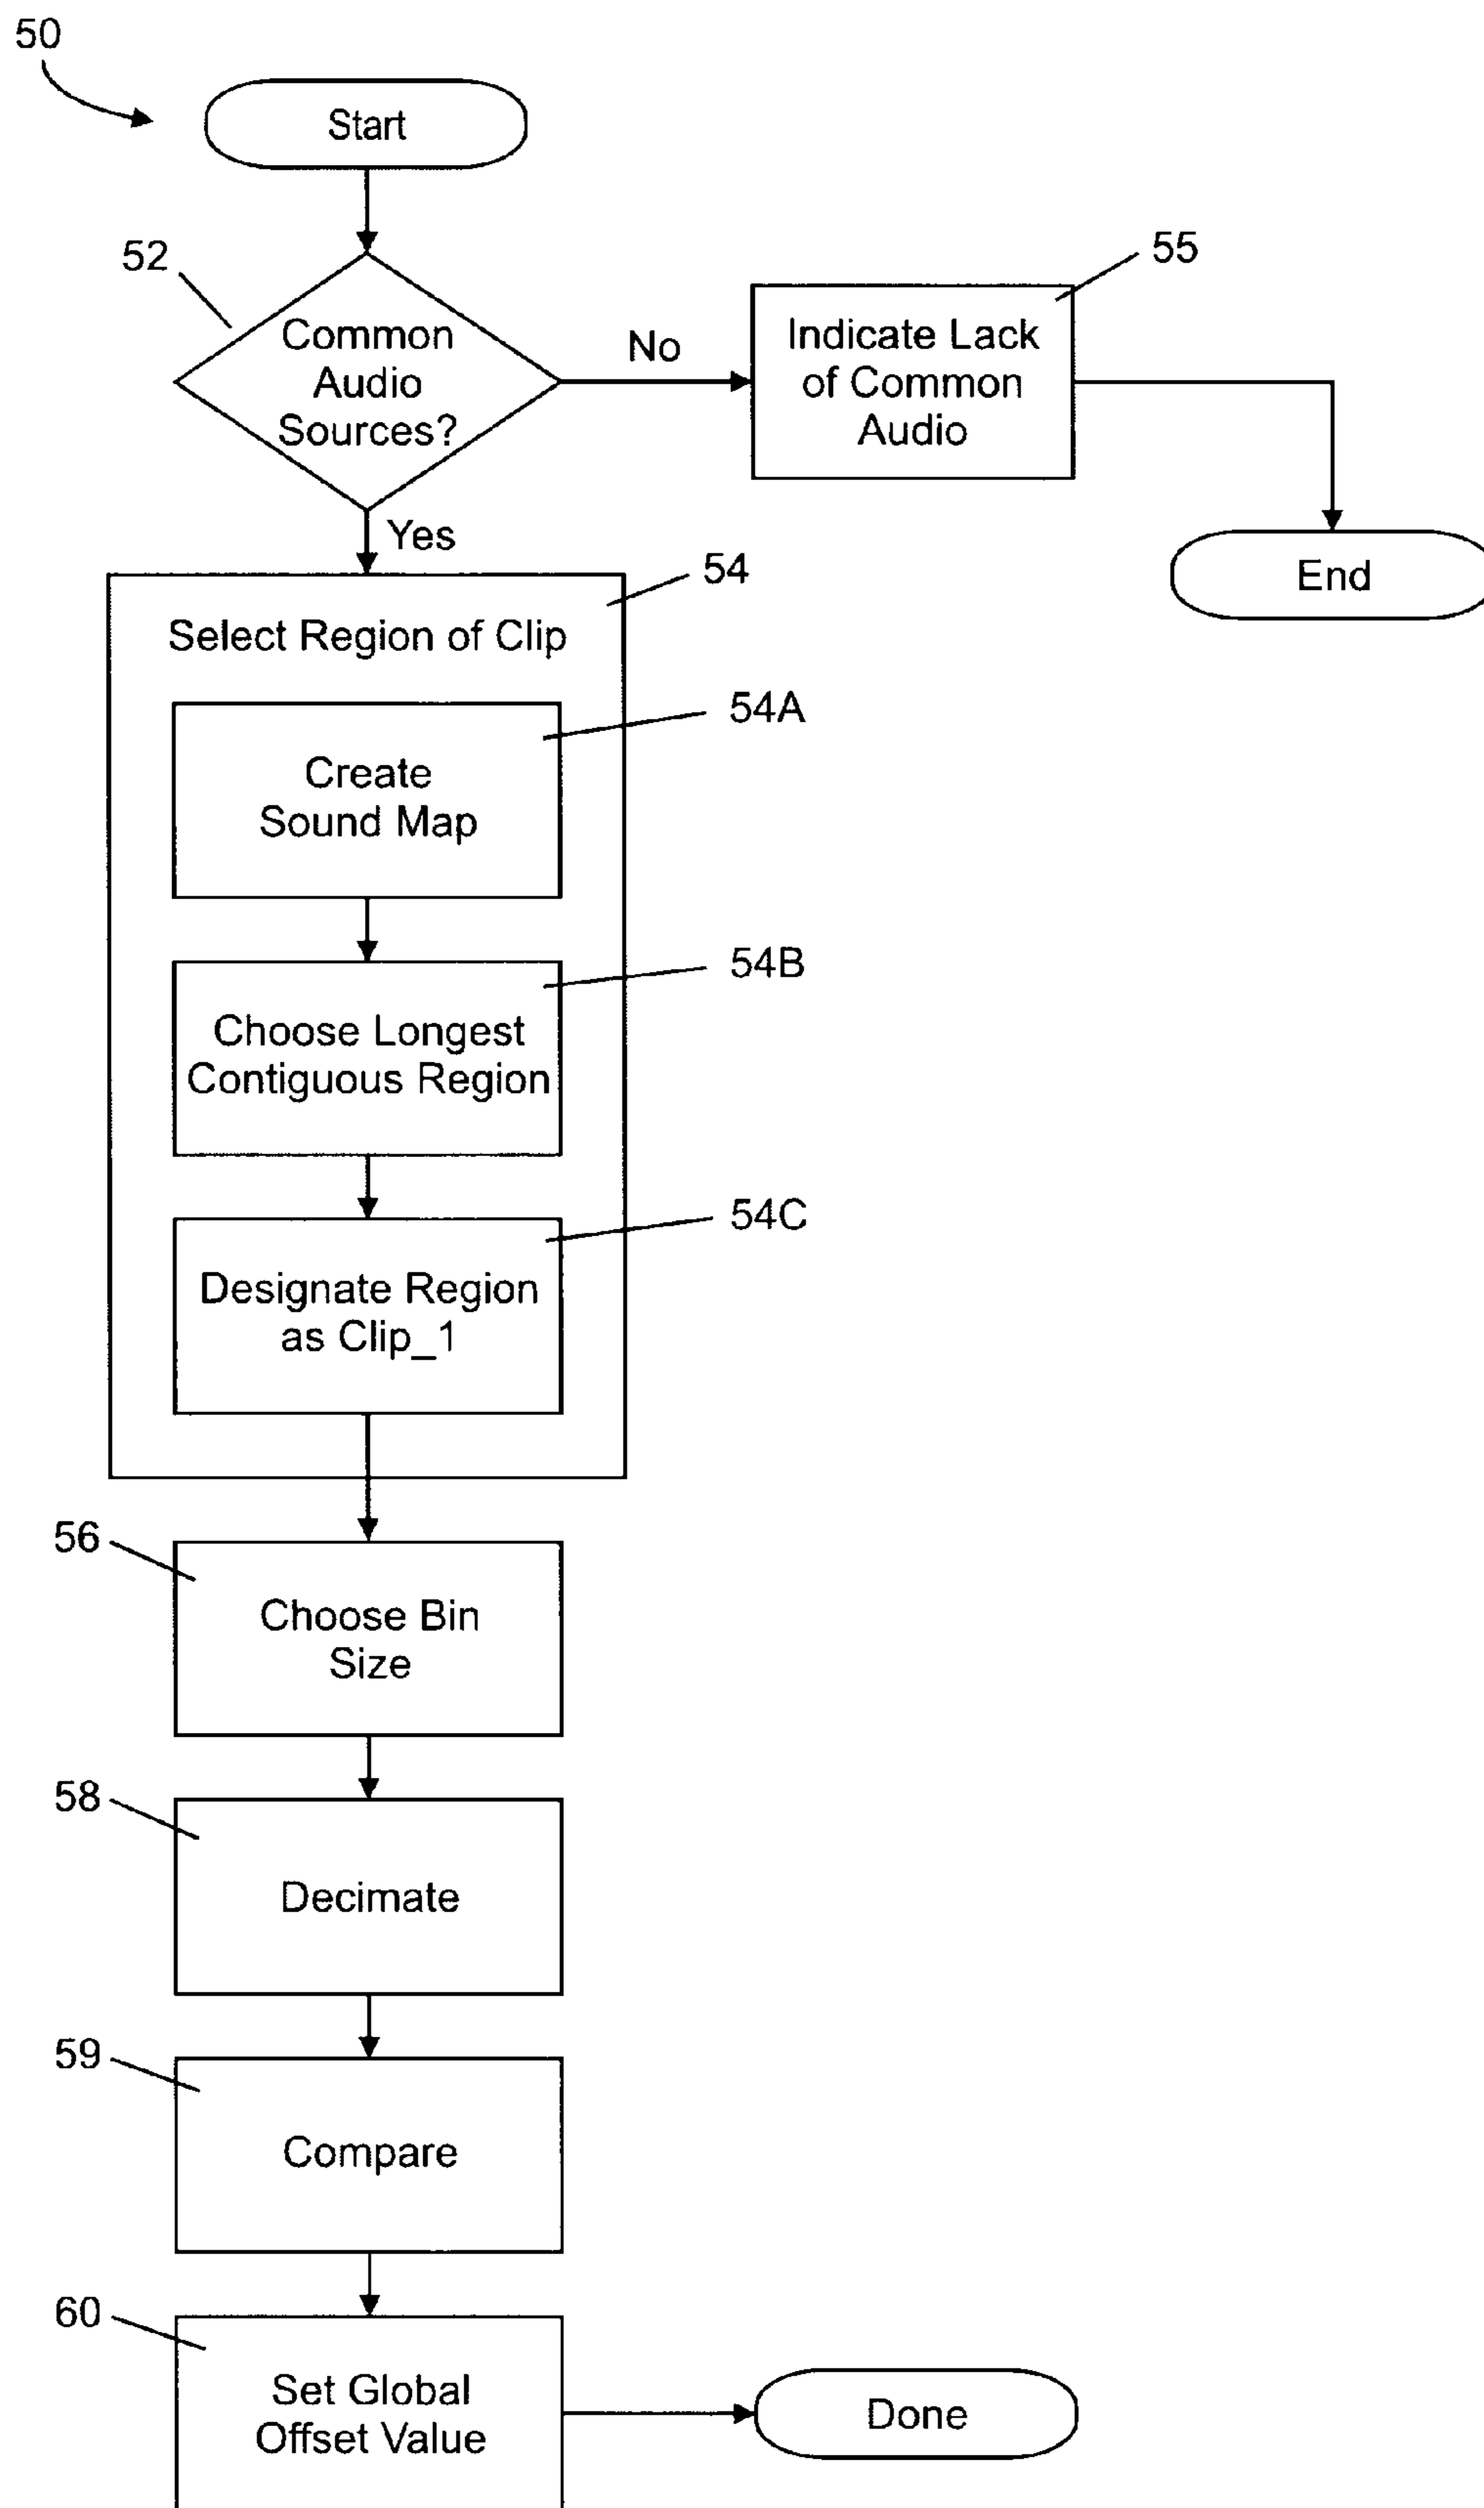 50
Start
52
Common
Audio
Sources?
No
55
Indicate Lack
of Common
Audio
Yes
End
54
Select Region of Clip
54A
Create
Sound Map
54B
Choose Longest
Contiguous Region
54C
Designate Region
as Clip_1
56
Choose Bin
Size
58
Decimate
59
Compare
60
Set Global
Offset Value
Done